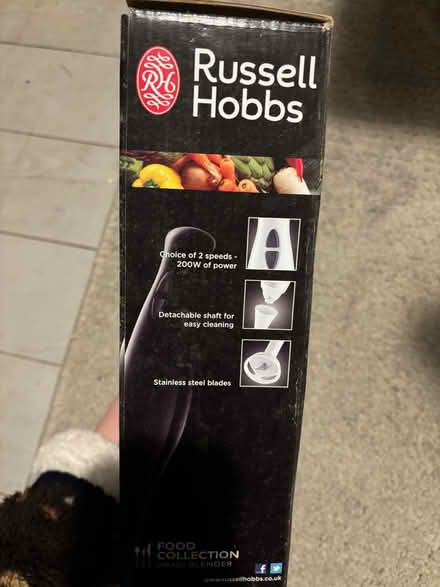 RH
Russell
Hobbs
Choice of 2 speeds -
200W of power
Detachable shaft for
easy cleaning
Stainless steel blades
FOOD
COLLECTION
HAND BLENDER
www.russellhobbs.co.uk